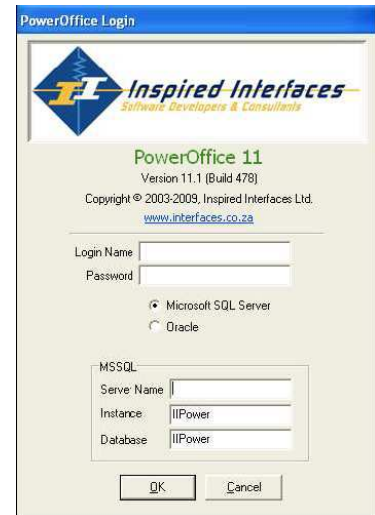 PowerOffice Login
II Inspired Interfaces
Software Developers & Consultants
PowerOffice 11
Version 11.1 (Build 478)
Copyright © 2003-2009, Inspired Interfaces Ltd.
www.interfaces.co.za
Login Name
Password
Microsoft SQL Server
Oracle
MSSQL
Server Name
Instance IIPower
Database IIPower
OK Cancel